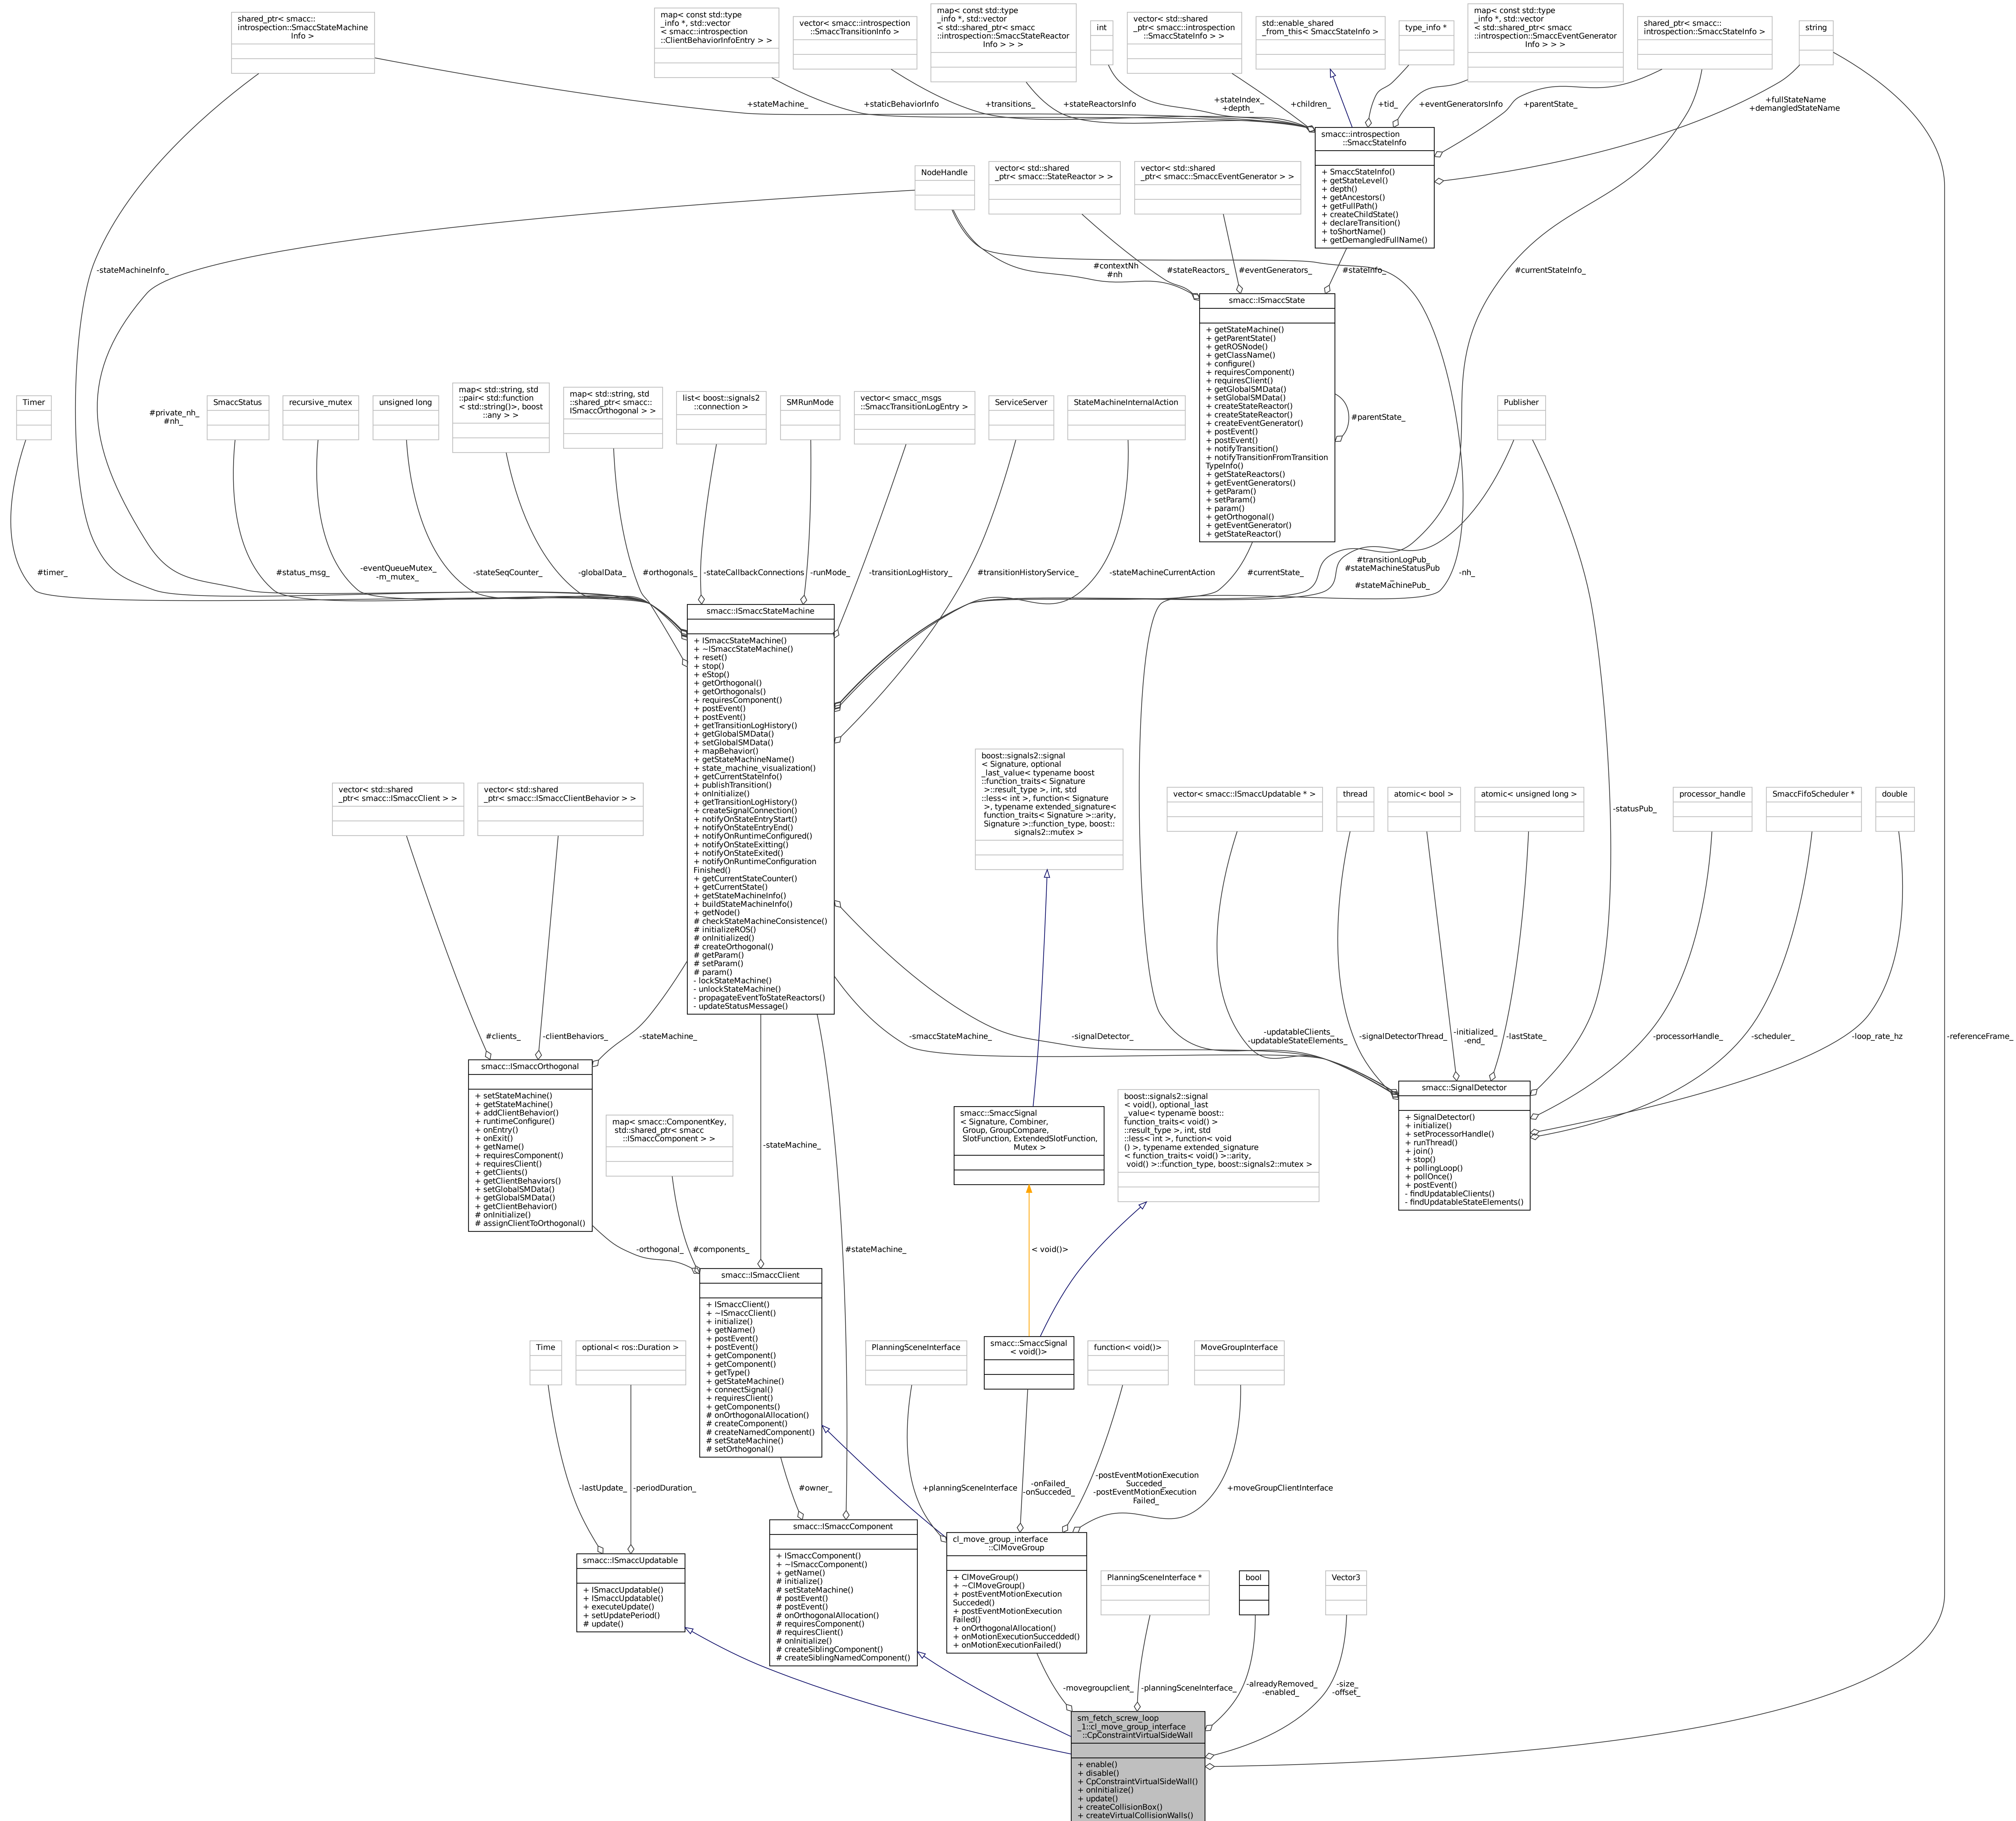 shared_ptr< smacc::
introspection::SmaccStateMachine
Info >
map< const std::type
_info *, std::vector
< smacc::introspection
::ClientBehaviorInfoEntry > >
vector< smacc::introspection
::SmaccTransitionInfo >
map< const std::type
_info *, std::vector
< std::shared_ptr< smacc
::introspection::SmaccStateReactor
Info > > >
int
vector< std::shared
_ptr< smacc::introspection
::SmaccStateInfo > >
std::enable_shared
_from_this< SmaccStateInfo >
type_info *
map< const std::type
_info *, std::vector
< std::shared_ptr< smacc
::introspection::SmaccEventGenerator
Info > > >
shared_ptr< smacc::
introspection::SmaccStateInfo >
string
+stateMachine_
+staticBehaviorInfo
+transitions_
+stateReactorsInfo
+stateIndex_
+depth_
+children_
+tid_
+eventGeneratorsInfo
+parentState_
+fullStateName
+demangledStateName
smacc::introspection
::SmaccStateInfo
+ SmaccStateInfo()
+ getStateLevel()
+ depth()
+ getAncestors()
+ getFullPath()
+ createChildState()
+ declareTransition()
+ toShortName()
+ getDemangledFullName()
NodeHandle
vector< std::shared
_ptr< smacc::StateReactor > >
vector< std::shared
_ptr< smacc::SmaccEventGenerator > >
-stateMachineInfo_
#contextNh
#nh
#stateReactors_
#eventGenerators_
#stateInfo_
#currentStateInfo_
smacc::ISmaccState
+ getStateMachine()
+ getParentState()
+ getROSNode()
+ getClassName()
+ configure()
+ requiresComponent()
+ requiresClient()
+ getGlobalSMData()
+ setGlobalSMData()
+ createStateReactor()
+ createStateReactor()
+ createEventGenerator()
+ postEvent()
+ postEvent()
+ notifyTransition()
+ notifyTransitionFromTransition
TypeInfo()
+ getStateReactors()
+ getEventGenerators()
+ getParam()
+ setParam()
+ param()
+ getOrthogonal()
+ getEventGenerator()
+ getStateReactor()
#parentState_
Timer
#private_nh_
#nh_
SmaccStatus
recursive_mutex
unsigned long
map< std::string, std
::pair< std::function
< std::string()>, boost
::any > >
map< std::string, std
::shared_ptr< smacc::
ISmaccOrthogonal > >
list< boost::signals2
::connection >
SMRunMode
vector< smacc_msgs
::SmaccTransitionLogEntry >
ServiceServer
StateMachineInternalAction
Publisher
#timer_
#status_msg_
-eventQueueMutex_
-m_mutex_
-stateSeqCounter_
-globalData_
#orthogonals_
-stateCallbackConnections
-runMode_
-transitionLogHistory_
#transitionHistoryService_
-stateMachineCurrentAction
#currentState_
#transitionLogPub_
#stateMachineStatusPub
_
#stateMachinePub_
-nh_
smacc::ISmaccStateMachine
+ ISmaccStateMachine()
+ ~ISmaccStateMachine()
+ reset()
+ stop()
+ eStop()
+ getOrthogonal()
+ getOrthogonals()
+ requiresComponent()
+ postEvent()
+ postEvent()
+ getTransitionLogHistory()
+ getGlobalSMData()
+ setGlobalSMData()
+ mapBehavior()
+ getStateMachineName()
+ state_machine_visualization()
+ getCurrentStateInfo()
+ publishTransition()
+ onInitialize()
+ getTransitionLogHistory()
+ createSignalConnection()
+ notifyOnStateEntryStart()
+ notifyOnStateEntryEnd()
+ notifyOnRuntimeConfigured()
+ notifyOnStateExitting()
+ notifyOnStateExited()
+ notifyOnRuntimeConfiguration
Finished()
+ getCurrentStateCounter()
+ getCurrentState()
+ getStateMachineInfo()
+ buildStateMachineInfo()
+ getNode()
# checkStateMachineConsistence()
# initializeROS()
# onInitialized()
# createOrthogonal()
# getParam()
# setParam()
# param()
- lockStateMachine()
- unlockStateMachine()
- propagateEventToStateReactors()
- updateStatusMessage()
vector< std::shared
_ptr< smacc::ISmaccClient > >
vector< std::shared
_ptr< smacc::ISmaccClientBehavior > >
boost::signals2::signal
< Signature, optional
_last_value< typename boost
::function_traits< Signature
>::result_type >, int, std
::less< int >, function< Signature
>, typename extended_signature<
function_traits< Signature >::arity,
Signature >::function_type, boost::
signals2::mutex >
vector< smacc::ISmaccUpdatable * >
thread
atomic< bool >
atomic< unsigned long >
-statusPub_
processor_handle
SmaccFifoScheduler *
double
#clients_
-clientBehaviors_
-stateMachine_
-smaccStateMachine_
-signalDetector_
-updatableClients_
-updatableStateElements_
-signalDetectorThread_
-initialized_
-end_
-lastState_
-processorHandle_
-scheduler_
-loop_rate_hz
-referenceFrame_
smacc::ISmaccOrthogonal
+ setStateMachine()
+ getStateMachine()
+ addClientBehavior()
+ runtimeConfigure()
+ onEntry()
+ onExit()
+ getName()
+ requiresComponent()
+ requiresClient()
+ getClients()
+ getClientBehaviors()
+ setGlobalSMData()
+ getGlobalSMData()
+ getClientBehavior()
# onInitialize()
# assignClientToOrthogonal()
map< smacc::ComponentKey,
std::shared_ptr< smacc
::ISmaccComponent > >
-stateMachine_
smacc::SmaccSignal
< Signature, Combiner,
Group, GroupCompare,
SlotFunction, ExtendedSlotFunction,
Mutex >
boost::signals2::signal
< void(), optional_last
_value< typename boost::
function_traits< void() >
::result_type >, int, std
::less< int >, function< void
() >, typename extended_signature
< function_traits< void() >::arity,
void() >::function_type, boost::signals2::mutex >
smacc::SignalDetector
+ SignalDetector()
+ initialize()
+ setProcessorHandle()
+ runThread()
+ join()
+ stop()
+ pollingLoop()
+ pollOnce()
+ postEvent()
- findUpdatableClients()
- findUpdatableStateElements()
-orthogonal_
#components_
#stateMachine_
< void()>
smacc::ISmaccClient
+ ISmaccClient()
+ ~ISmaccClient()
+ initialize()
+ getName()
+ postEvent()
+ postEvent()
+ getComponent()
+ getComponent()
+ getType()
+ getStateMachine()
+ connectSignal()
+ requiresClient()
+ getComponents()
# onOrthogonalAllocation()
# createComponent()
# createNamedComponent()
# setStateMachine()
# setOrthogonal()
Time
optional< ros::Duration >
PlanningSceneInterface
smacc::SmaccSignal
< void()>
function< void()>
MoveGroupInterface
-lastUpdate_
-periodDuration_
#owner_
+planningSceneInterface
-onFailed_
-onSucceded_
-postEventMotionExecution
Succeded_
-postEventMotionExecution
Failed_
+moveGroupClientInterface
smacc::ISmaccUpdatable
+ ISmaccUpdatable()
+ ISmaccUpdatable()
+ executeUpdate()
+ setUpdatePeriod()
# update()
smacc::ISmaccComponent
+ ISmaccComponent()
+ ~ISmaccComponent()
+ getName()
# initialize()
# setStateMachine()
# postEvent()
# postEvent()
# onOrthogonalAllocation()
# requiresComponent()
# requiresClient()
# onInitialize()
# createSiblingComponent()
# createSiblingNamedComponent()
cl_move_group_interface
::ClMoveGroup
+ ClMoveGroup()
+ ~ClMoveGroup()
+ postEventMotionExecution
Succeded()
+ postEventMotionExecution
Failed()
+ onOrthogonalAllocation()
+ onMotionExecutionSuccedded()
+ onMotionExecutionFailed()
PlanningSceneInterface *
bool
Vector3
-movegroupclient_
-planningSceneInterface_
-alreadyRemoved_
-enabled_
-size_
-offset_
sm_fetch_screw_loop
_1::cl_move_group_interface
::CpConstraintVirtualSideWall
+ enable()
+ disable()
+ CpConstraintVirtualSideWall()
+ onInitialize()
+ update()
+ createCollisionBox()
+ createVirtualCollisionWalls()